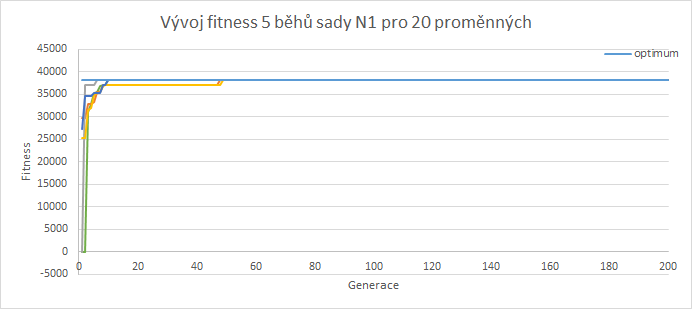 Vývoj fitness 5 běhů sady N1 pro 20 proměnných
optimum
45000
40000
35000
30000
25000
20000
15000
10000
5000
0
-5000
Fitness
0 20 40 60 80 100 120 140 160 180 200
Generace